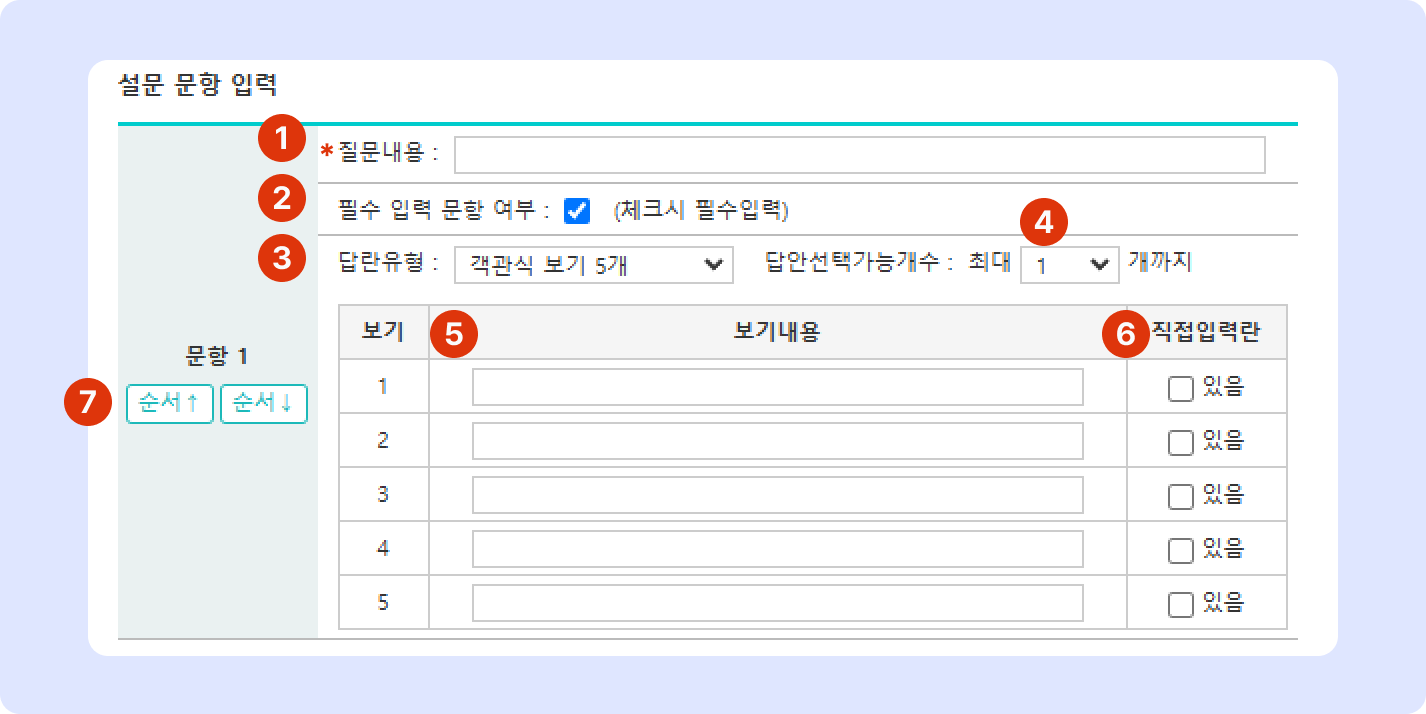 설문 문항 입력
1 *질문내용 :
2 필수 입력 문항 여부 : (체크시 필수입력)
3 답란유형 : 객관식 보기 5개 답안선택가능개수 : 최대 4 1 개까지
보기 5 보기내용 6 직접입력란
문항 1
7 순서↑ 순서↓
1 있음
2 있음
3 있음
4 있음
5 있음